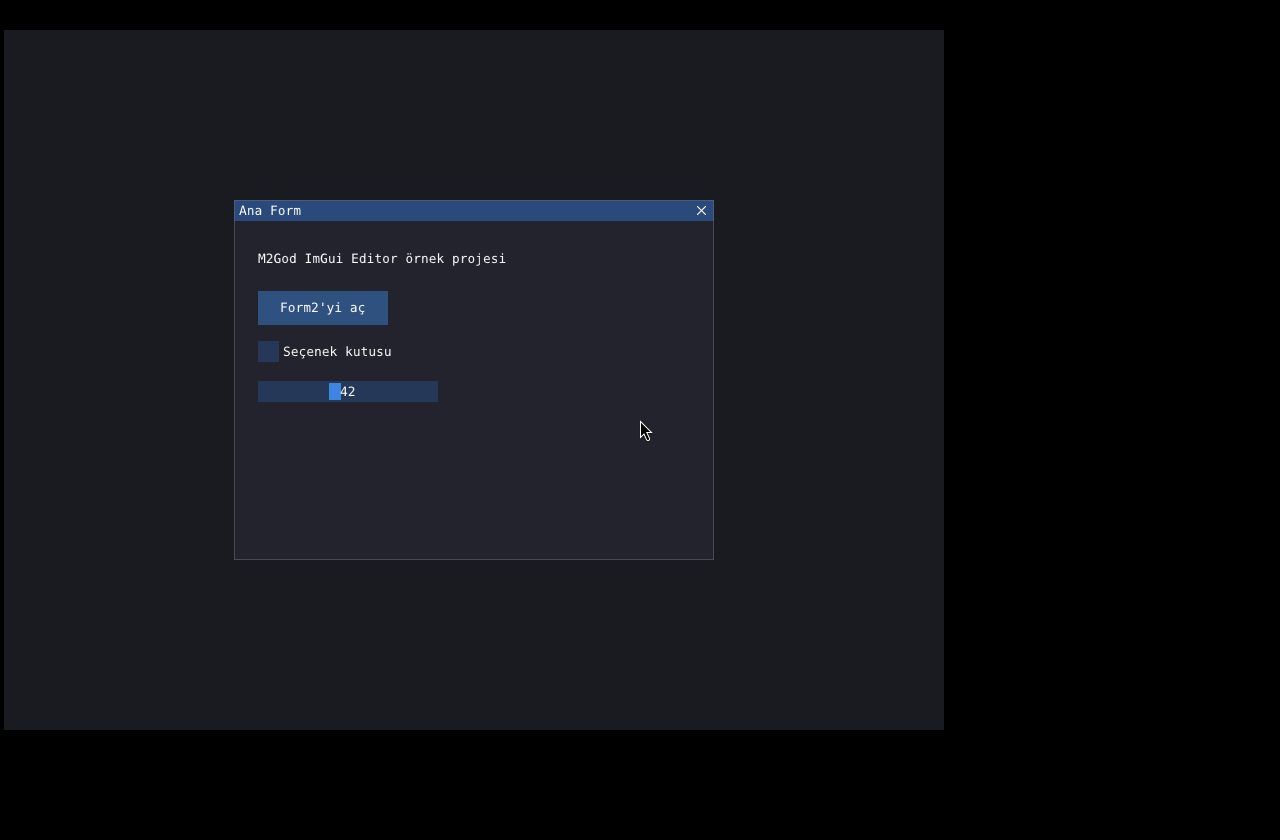 Ana Form
M2God ImGui Editor örnek projesi
Form2'yi aç
Seçenek kutusu
42